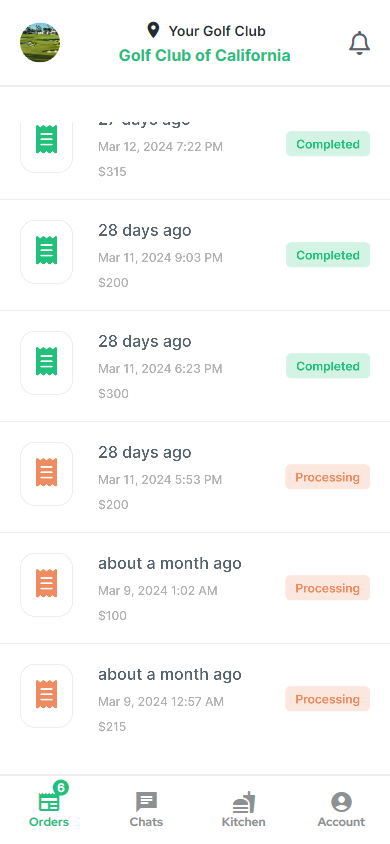 Your Golf Club
Golf Club of California
27 days ago
Mar 12, 2024 7:22 PM
$315
Completed
28 days ago
Mar 11, 2024 9:03 PM
$200
Completed
28 days ago
Mar 11, 2024 6:23 PM
$300
Completed
28 days ago
Mar 11, 2024 5:53 PM
$200
Processing
about a month ago
Mar 9, 2024 1:02 AM
$100
Processing
about a month ago
Mar 9, 2024 12:57 AM
$215
Processing
6
Orders
Chats
Kitchen
Account